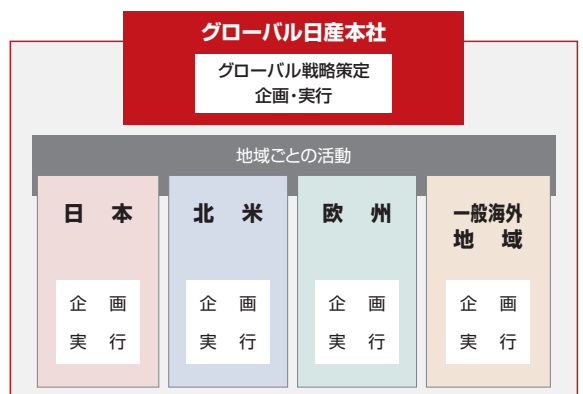 グローバル日産本社
グローバル戦略策定
企画・実行
地域ごとの活動
日 本
企 画
実 行
北 米
企 画
実 行
欧 州
企 画
実 行
一般海外
地 域
企 画
実 行